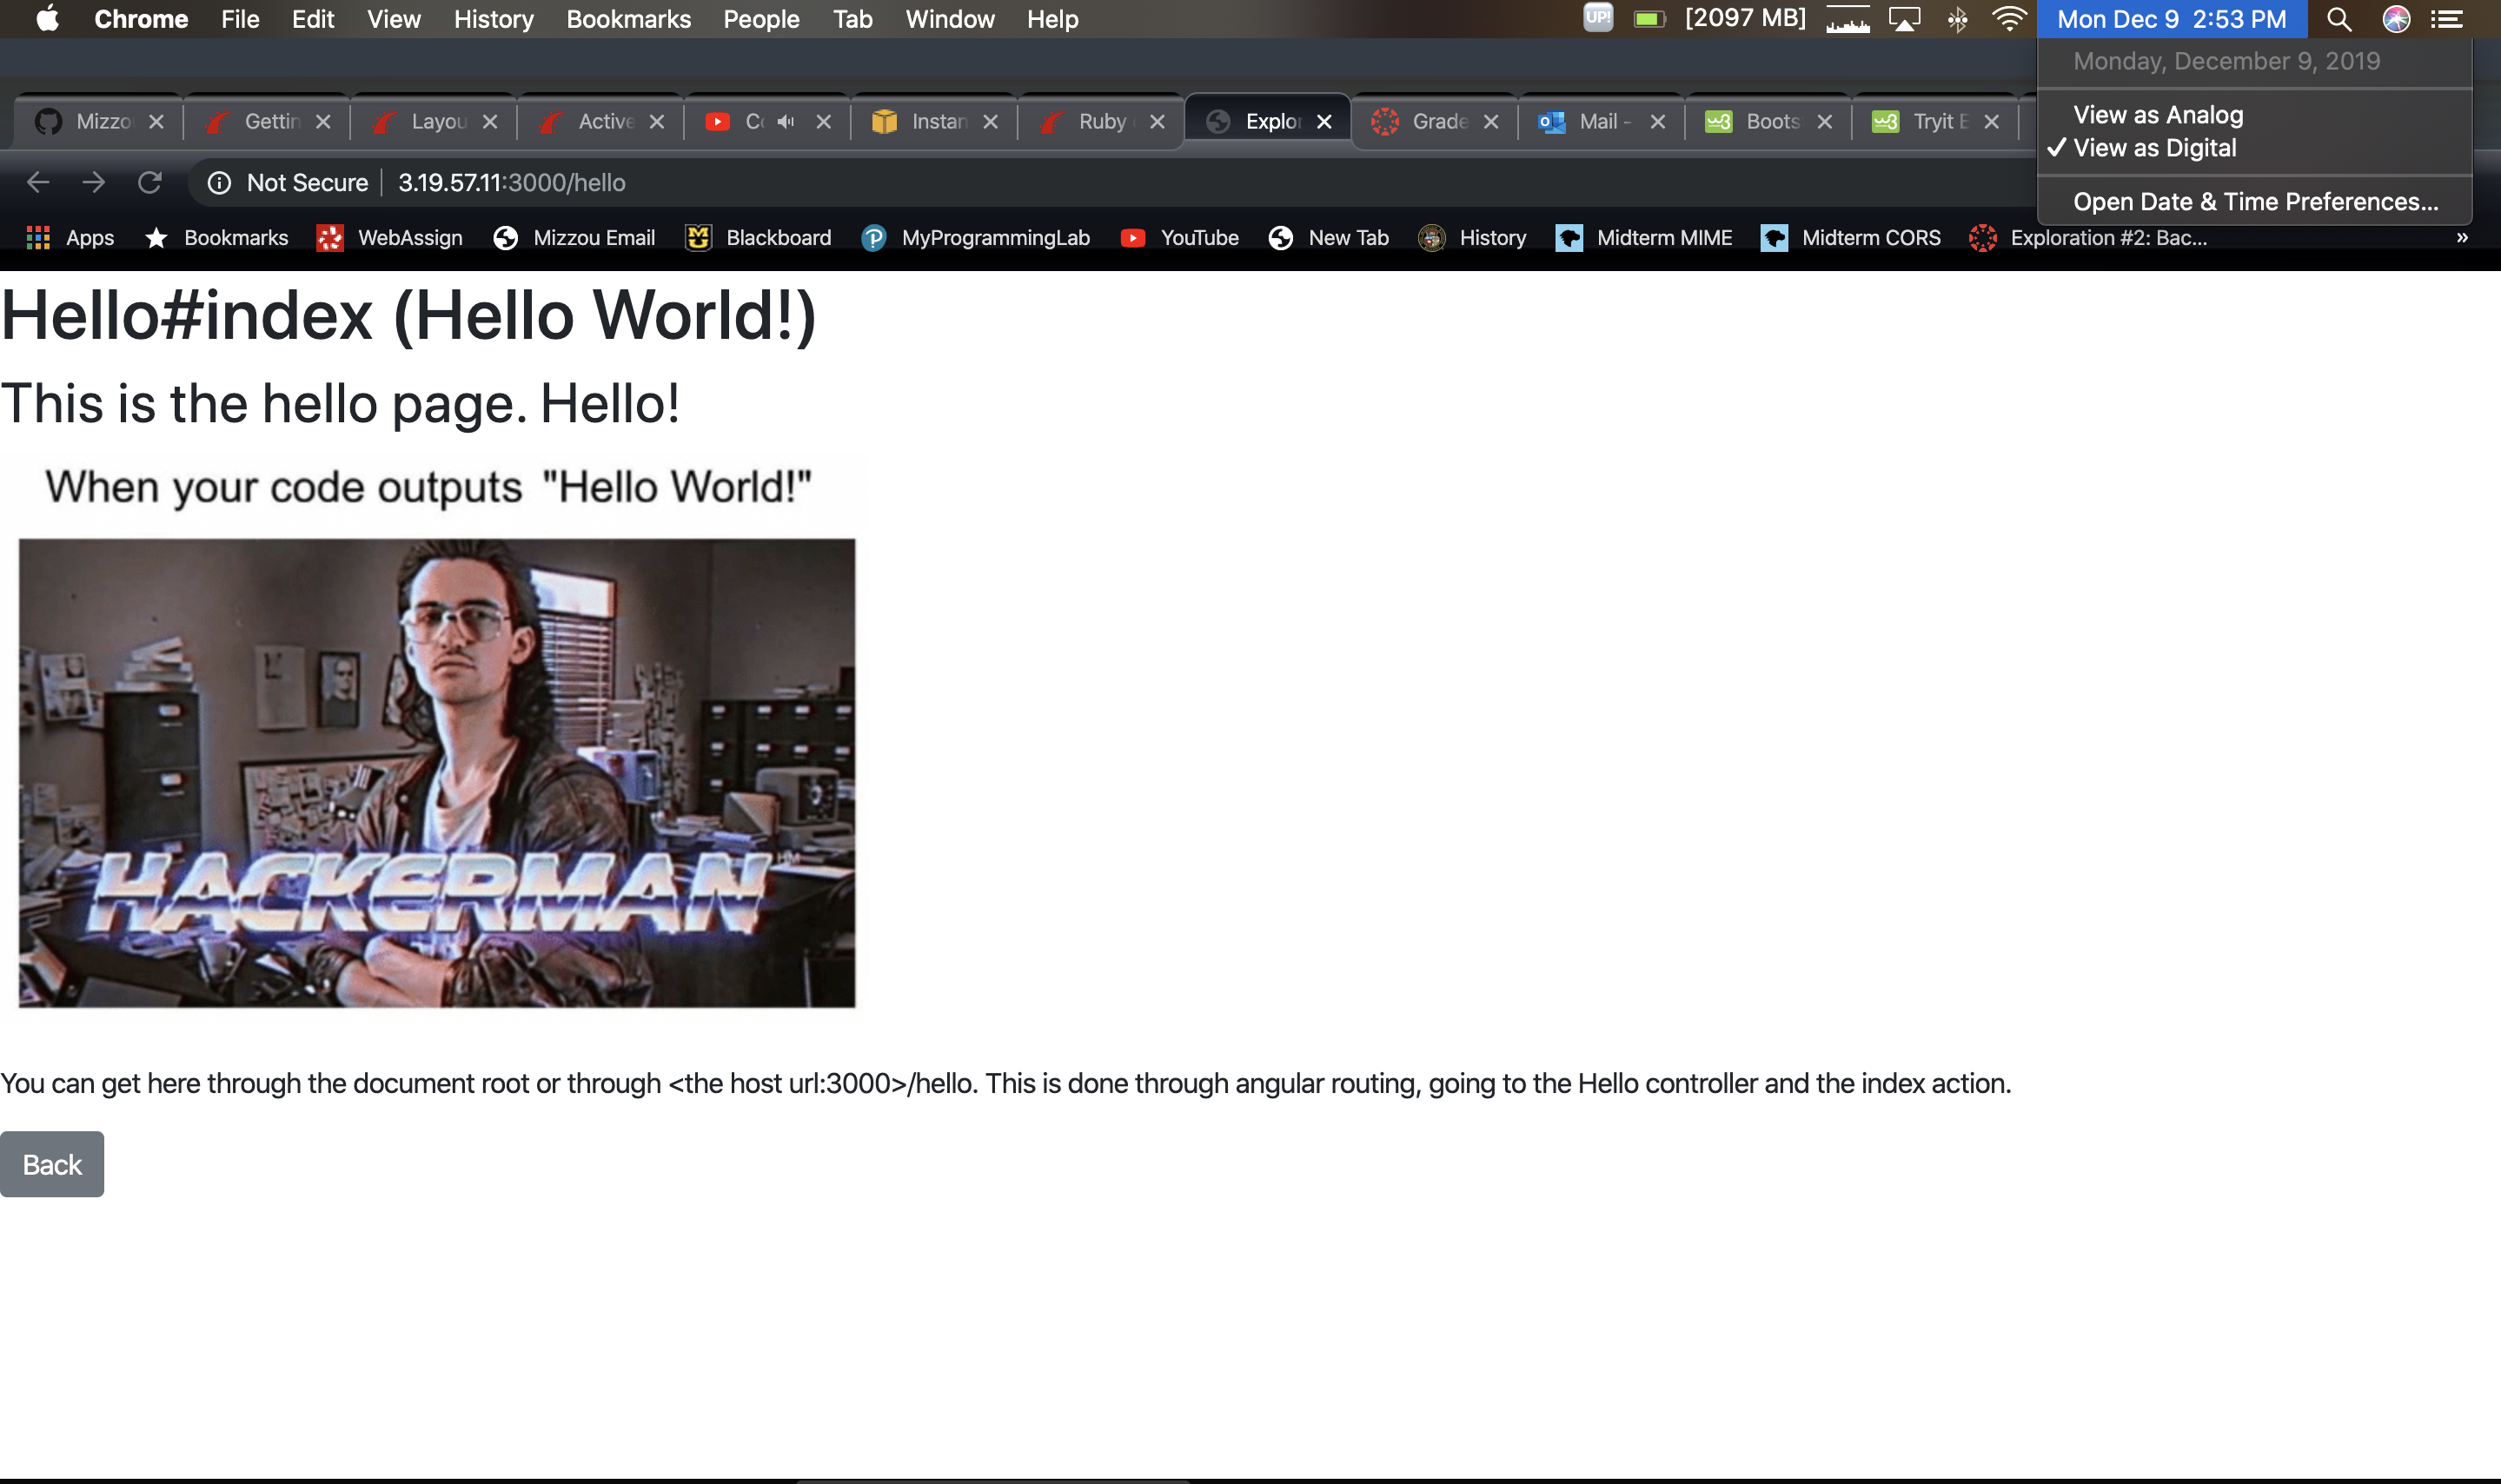 Chrome File Edit View History Bookmarks People Tab Window Help UP! [2097 MB] Mon Dec 9 2:53 PM
Monday, December 9, 2019
View as Analog
✓ View as Digital
Open Date & Time Preferences...
Mizzo Gettin Layou Active Instan Ruby Explor Grade Mail - Boots Tryit E
Not Secure 3.19.57.11:3000/hello
Apps Bookmarks WebAssign Mizzou Email Blackboard MyProgrammingLab YouTube New Tab History Midterm MIME Midterm CORS Exploration #2: Bac... »
Hello#index (Hello World!)
This is the hello page. Hello!
When your code outputs "Hello World!"
HACKERMAN
You can get here through the document root or through <the host url:3000>/hello. This is done through angular routing, going to the Hello controller and the index action.
Back